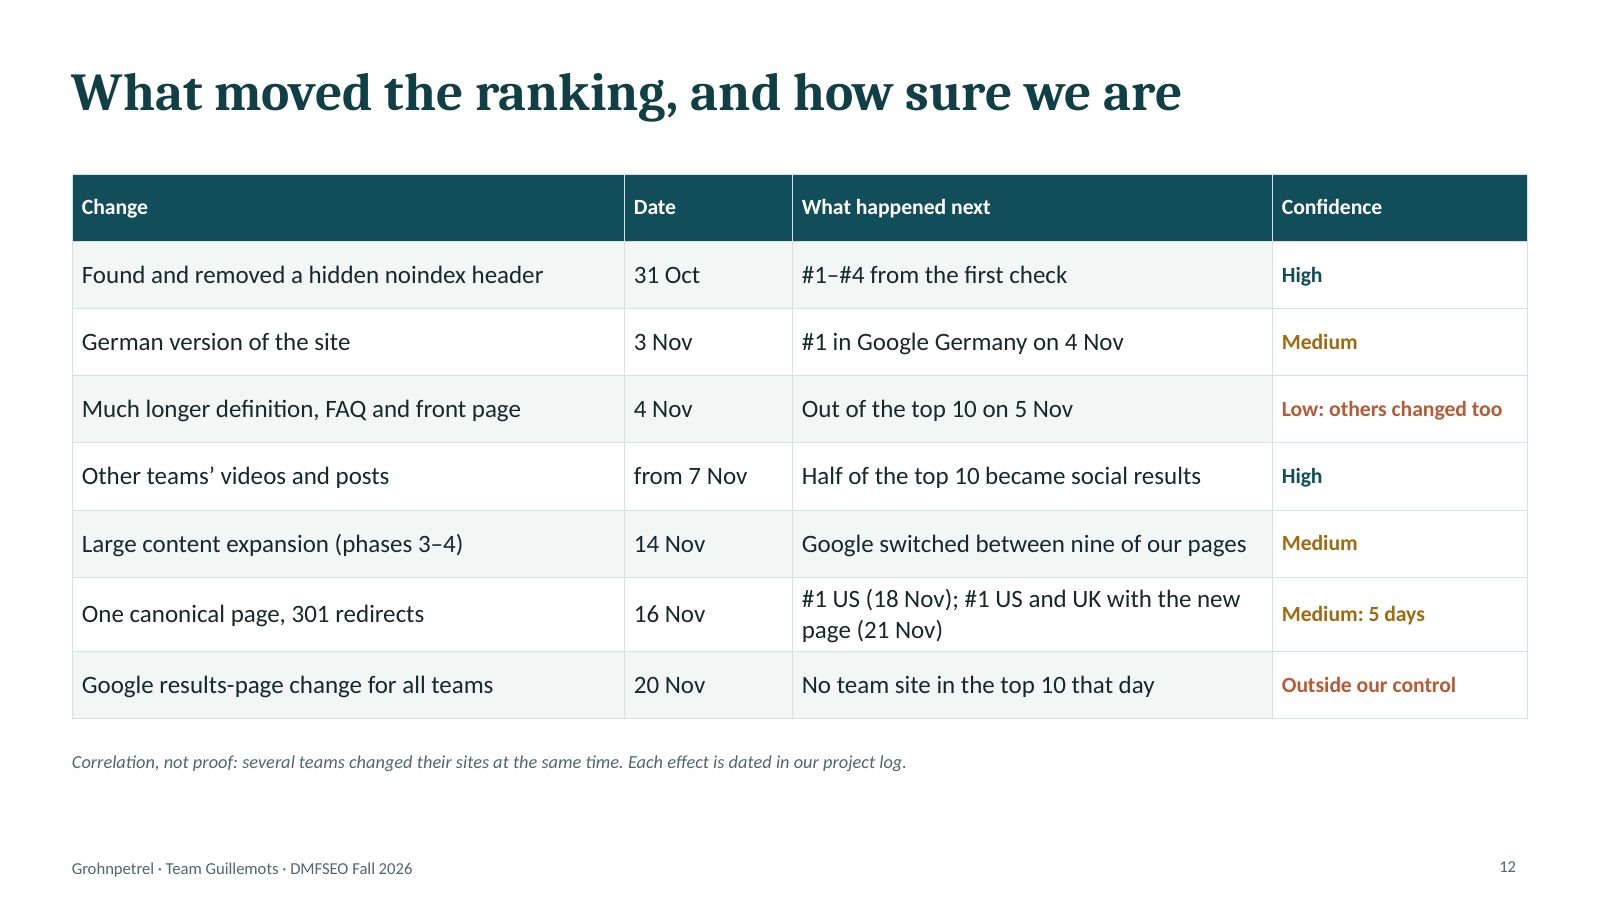 What moved the ranking, and how sure we are
Change Date What happened next Confidence
Found and removed a hidden noindex header 31 Oct #1–#4 from the first check High
German version of the site 3 Nov #1 in Google Germany on 4 Nov Medium
Much longer definition, FAQ and front page 4 Nov Out of the top 10 on 5 Nov Low: others changed too
Other teams’ videos and posts from 7 Nov Half of the top 10 became social results High
Large content expansion (phases 3–4) 14 Nov Google switched between nine of our pages Medium
One canonical page, 301 redirects 16 Nov #1 US (18 Nov); #1 US and UK with the new
page (21 Nov) Medium: 5 days
Google results-page change for all teams 20 Nov No team site in the top 10 that day Outside our control
Correlation, not proof: several teams changed their sites at the same time. Each effect is dated in our project log.
Grohnpetrel · Team Guillemots · DMFSEO Fall 2026 12